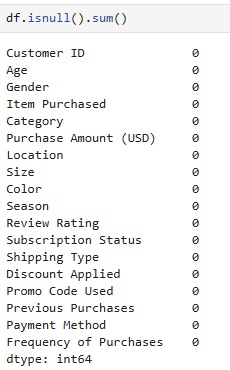 df.isnull().sum()
Customer ID 0
Age 0
Gender 0
Item Purchased 0
Category 0
Purchase Amount (USD) 0
Location 0
Size 0
Color 0
Season 0
Review Rating 0
Subscription Status 0
Shipping Type 0
Discount Applied 0
Promo Code Used 0
Previous Purchases 0
Payment Method 0
Frequency of Purchases 0
dtype: int64